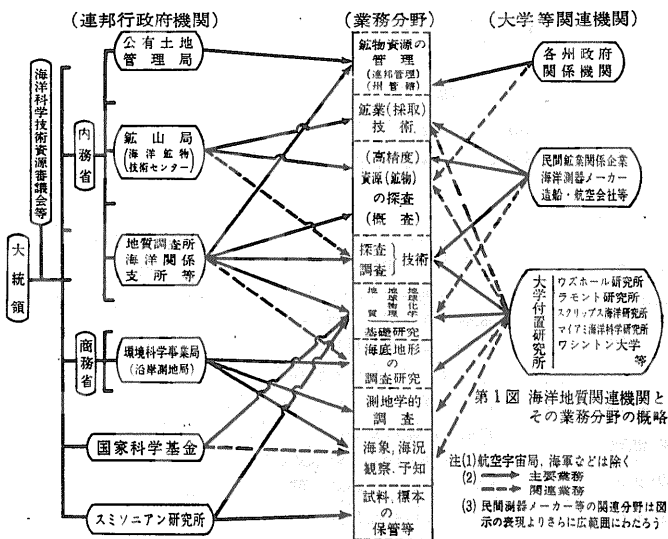 (連邦行政府機関)
(業務分野)
(大学等関連機関)
大統領
海洋科学技術資源審議会等
内務省
商務省
公有土地
管理局
鉱山局
(海洋鉱物)
(技術センター)
地質調査所
海洋関係
支所等
環境科学事業局
(沿岸測地局)
国家科学基金
スミソニアン研究所
鉱物資源の
管理
(連邦管理)
(州管轄)
鉱業(採取)
技術
(高精度)
資源(鉱物)
の探査
(概査)
探査
調査
技術
地質
地球物理
地球化学
基礎研究
海底地形
の
調査研究
測地学的
調査
海象,海況
観察,予知
試料,標本
の
保管等
各州政府
関係機関
民間鉱業関係企業
海洋測器メーカー
造船・航空会社等
大学付置研究所
ウズホール研究所
ラモント研究所
スクリップス海洋研究所
マイアミ海洋科学研究所
ワシントン大学
等
第1図 海洋地質関連機関と
その業務分野の概略
注(1)航空宇宙局,海軍などは除く
(2) 主要業務
関連業務
(3) 民間測器メーカー等の関連分野は図
示の表現よりさらに広範囲にわたろう